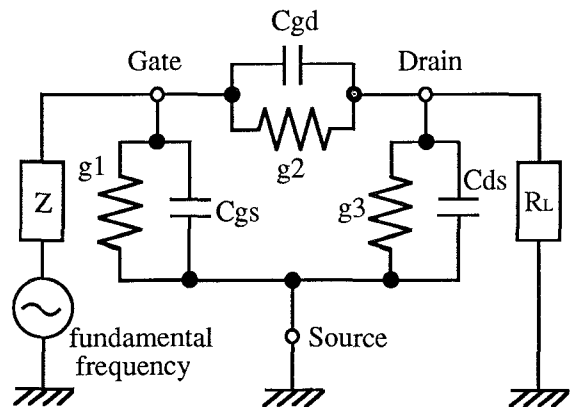 Cgd
Gate
Drain
g1
g2
Cds
Z
Cgs
g3
RL
fundamental
frequency
Source